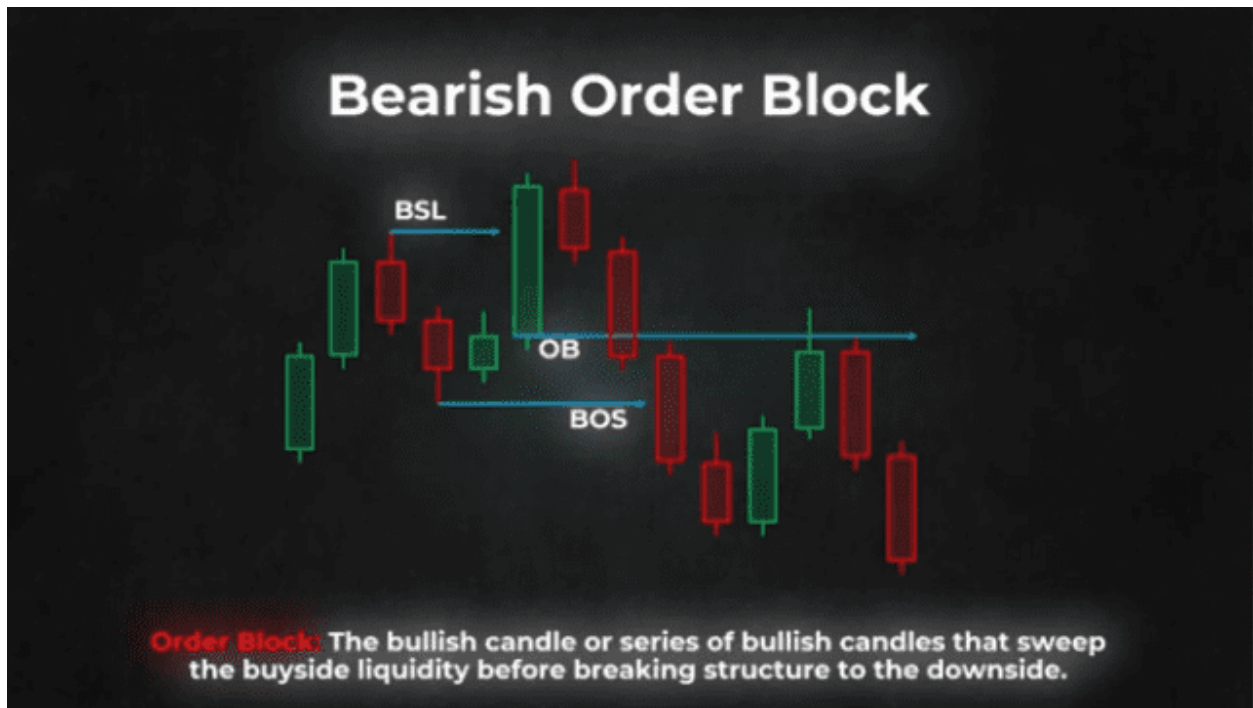 Bearish Order Block
BSL
OB
BOS
Order Block: The bullish candle or series of bullish candles that sweep
the buyside liquidity before breaking structure to the downside.